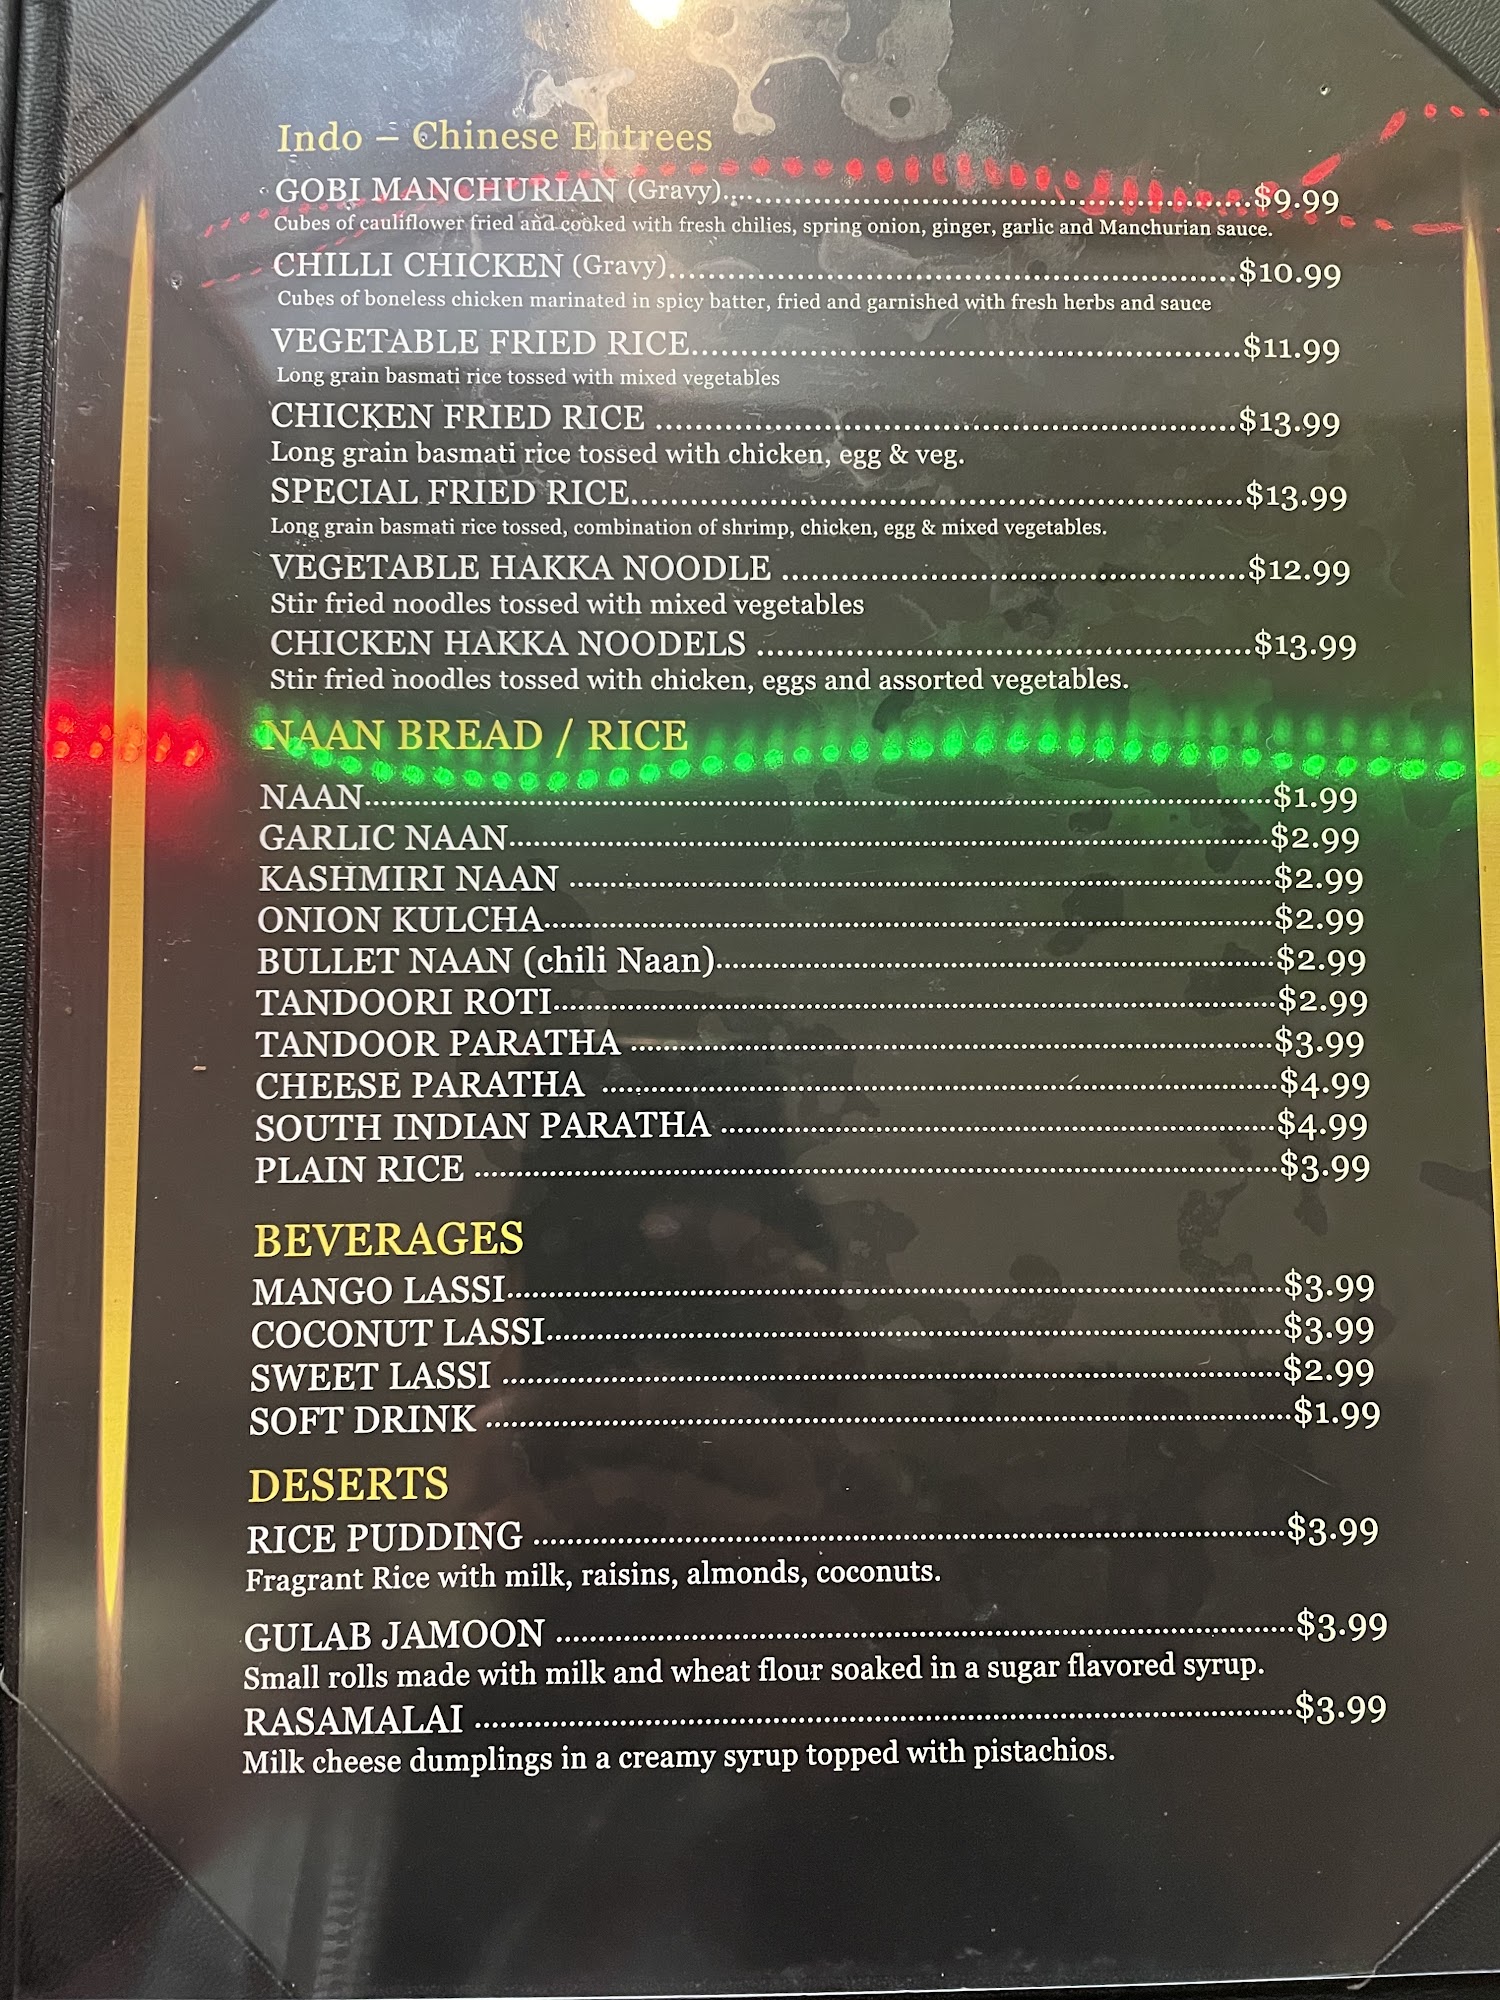 Indo – Chinese Entrees
GOBI MANCHURIAN (Gravy)....$9.99
Cubes of cauliflower fried and cooked with fresh chilies, spring onion, ginger, garlic and Manchurian sauce.
CHILLI CHICKEN (Gravy)....$10.99
Cubes of boneless chicken marinated in spicy batter, fried and garnished with fresh herbs and sauce
VEGETABLE FRIED RICE....$11.99
Long grain basmati rice tossed with mixed vegetables
CHICKEN FRIED RICE ....$13.99
Long grain basmati rice tossed with chicken, egg & veg.
SPECIAL FRIED RICE....$13.99
Long grain basmati rice tossed, combination of shrimp, chicken, egg & mixed vegetables.
VEGETABLE HAKKA NOODLE ....$12.99
Stir fried noodles tossed with mixed vegetables
CHICKEN HAKKA NOODELS ....$13.99
Stir fried noodles tossed with chicken, eggs and assorted vegetables.
NAAN BREAD / RICE
NAAN....$1.99
GARLIC NAAN....$2.99
KASHMIRI NAAN ....$2.99
ONION KULCHA....$2.99
BULLET NAAN (chili Naan)....$2.99
TANDOORI ROTI....$2.99
TANDOOR PARATHA ....$3.99
CHEESE PARATHA ....$4.99
SOUTH INDIAN PARATHA ....$4.99
PLAIN RICE ....$3.99
BEVERAGES
MANGO LASSI....$3.99
COCONUT LASSI....$3.99
SWEET LASSI ....$2.99
SOFT DRINK ....$1.99
DESERTS
RICE PUDDING ....$3.99
Fragrant Rice with milk, raisins, almonds, coconuts.
GULAB JAMOON ....$3.99
Small rolls made with milk and wheat flour soaked in a sugar flavored syrup.
RASAMALAI ....$3.99
Milk cheese dumplings in a creamy syrup topped with pistachios.